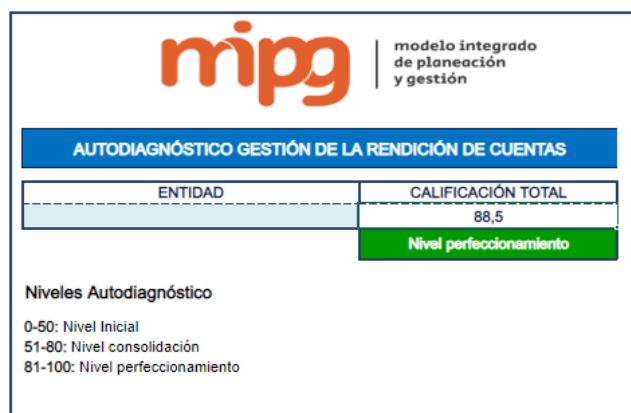 mipg
modelo integrado
de planeación
y gestión
AUTODIAGNÓSTICO GESTIÓN DE LA RENDICIÓN DE CUENTAS
ENTIDAD CALIFICACIÓN TOTAL
88,5
Nivel perfeccionamiento
Niveles Autodiagnóstico
0-50: Nivel Inicial
51-80: Nivel consolidación
81-100: Nivel perfeccionamiento